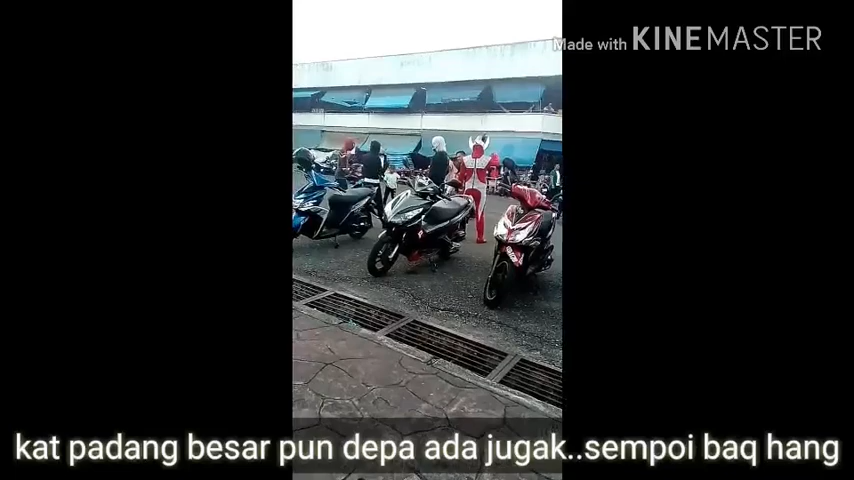 Made with KINEMASTER
kat padang besar pun depa ada jugak..sempoi baq hang